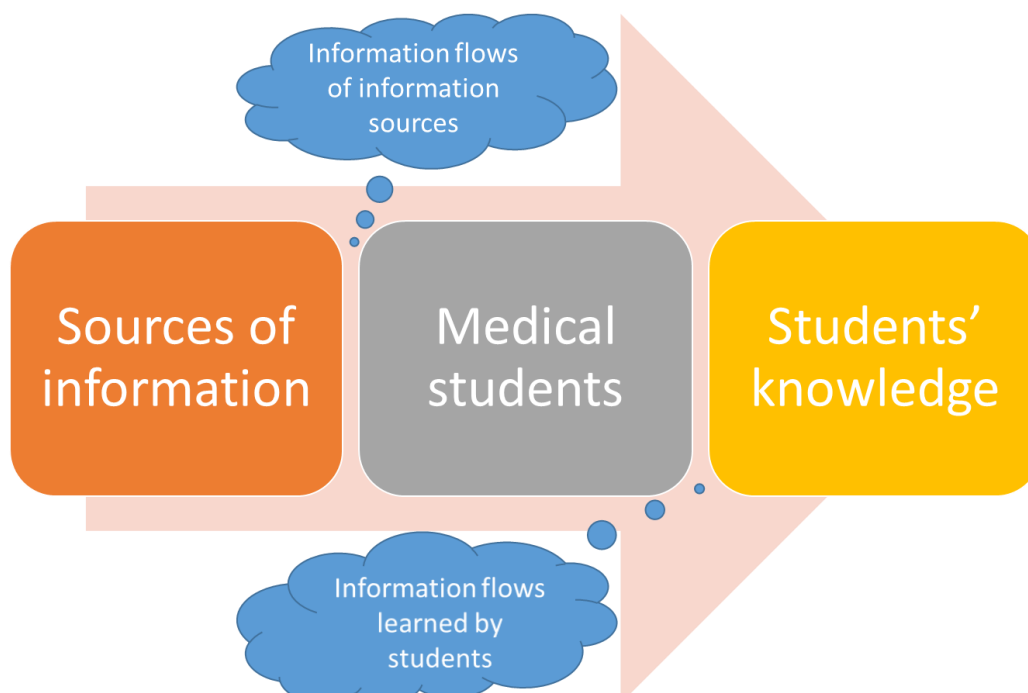 Information flows
of information
sources
Sources of
information
Medical
students
Students’
knowledge
Information flows
learned by
students